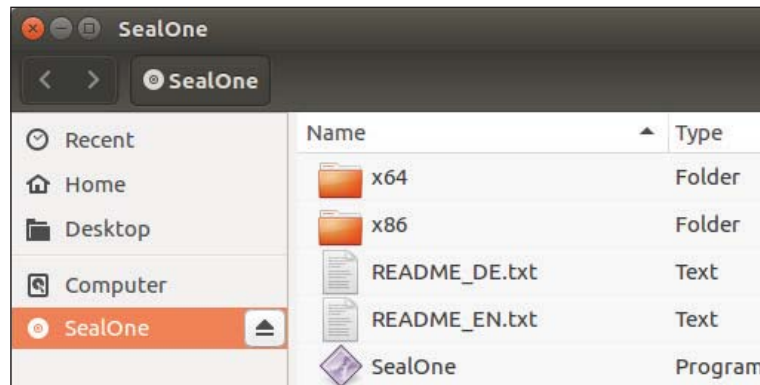 SealOne
SealOne
Name Type
Recent
Home
Desktop
Computer
SealOne
x64 Folder
x86 Folder
README_DE.txt Text
README_EN.txt Text
SealOne Program